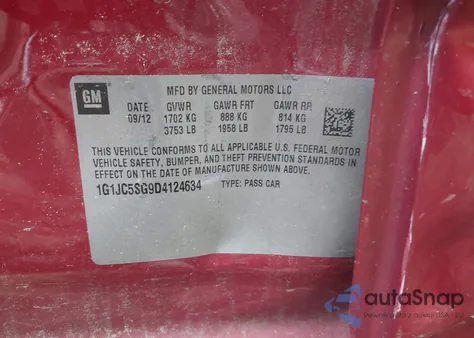 GM
MFD BY GENERAL MOTORS LLC
DATE GVWR GAWR FRT GAWR RR
09/12 1702 KG 888 KG 814 KG
3753 LB 1958 LB 1795 LB
THIS VEHICLE CONFORMS TO ALL APPLICABLE U.S. FEDERAL MOTOR
VEHICLE SAFETY, BUMPER, AND THEFT PREVENTION STANDARDS IN
EFFECT ON THE DATE OF MANUFACTURE SHOWN ABOVE.
1G1JC5SG9D4124634 TYPE: PASS CAR
autoSnap